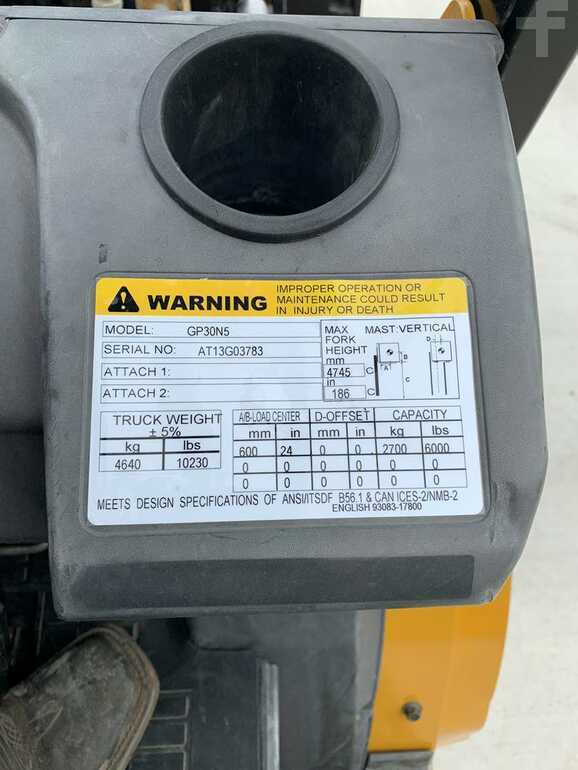 WARNING
IMPROPER OPERATION OR
MAINTENANCE COULD RESULT
IN INJURY OR DEATH
MODEL: GP30N5
SERIAL NO: AT13G03783
ATTACH 1:
ATTACH 2:
MAX FORK HEIGHT
mm
4745 C
in
186 C
MAST:VERTICAL
D
B
A
C
TRUCK WEIGHT
± 5%
kg lbs
4640 10230
A/B-LOAD CENTER D-OFFSET CAPACITY
mm in mm in kg lbs
600 24 0 0 2700 6000
0 0 0 0 0 0
0 0 0 0 0 0
MEETS DESIGN SPECIFICATIONS OF ANSI/ITSDF B56.1 & CAN ICES-2/NMB-2
ENGLISH 93083-17800
f